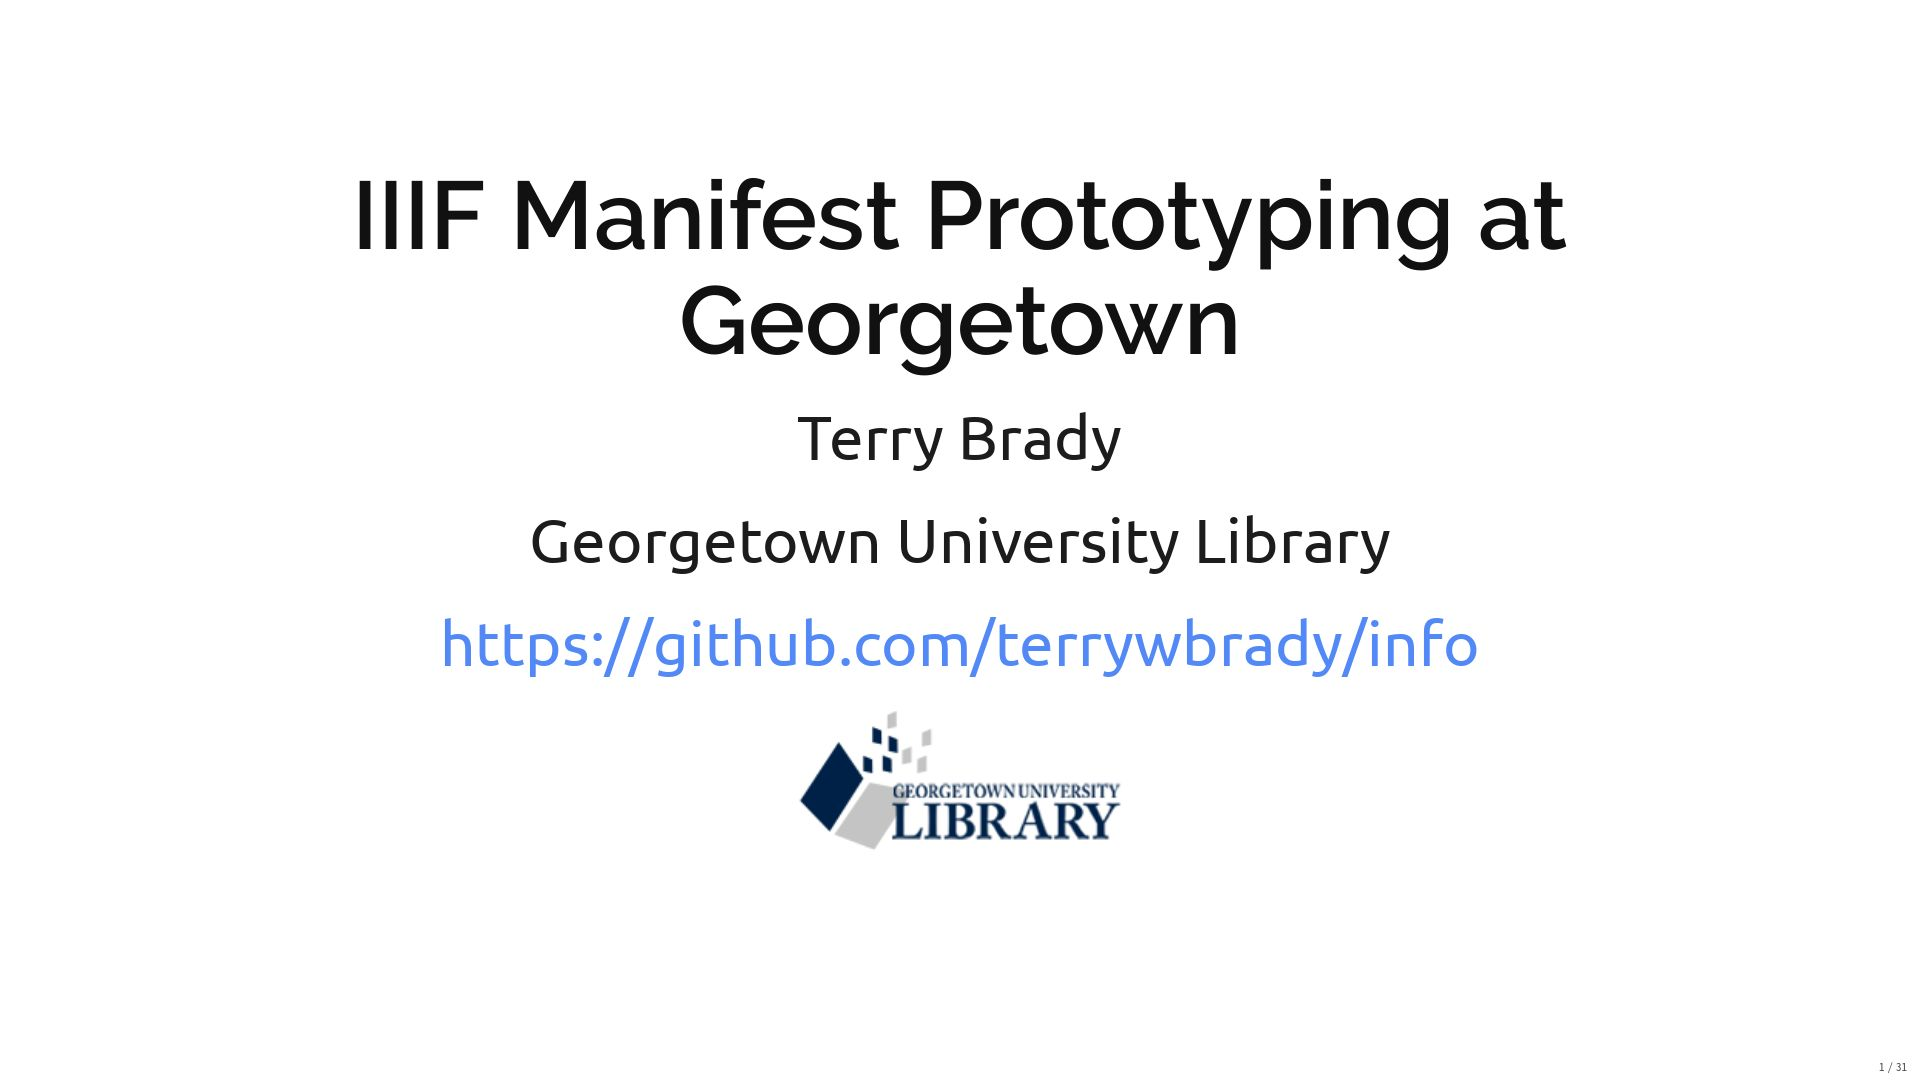 IIIF Manifest Prototyping at
Georgetown
Terry Brady
Georgetown University Library
https://github.com/terrywbrady/info
GEORGETOWN UNIVERSITY
LIBRARY
1 / 31